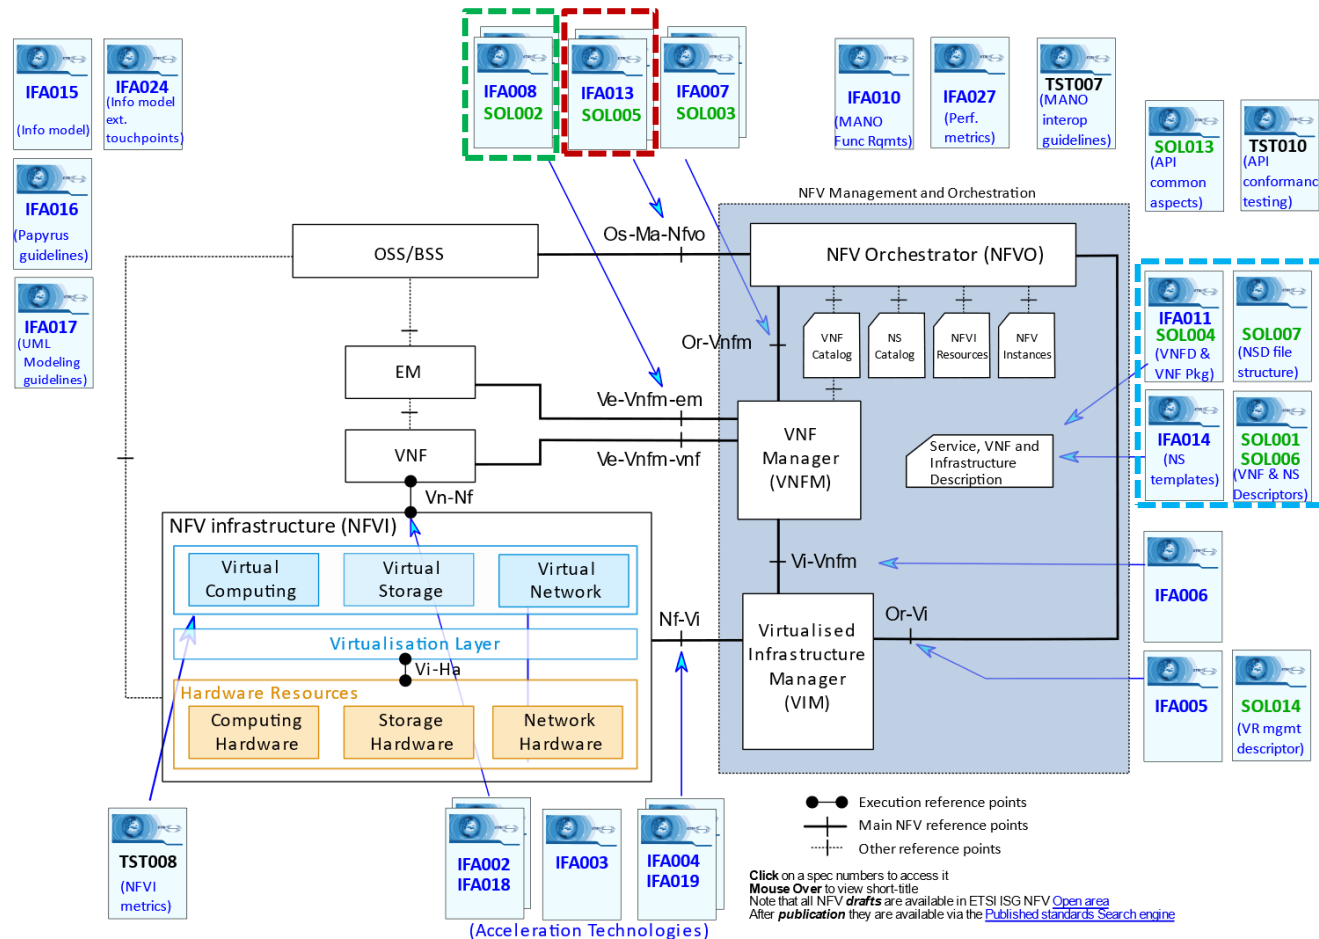 IFA015
(Info model)
IFA024
(Info model
ext.
touchpoints)
IFA008
SOL002
IFA013
SOL005
IFA007
SOL003
IFA010
(MANO
Func Rqmts)
IFA027
(Perf.
metrics)
TST007
(MANO
interop
guidelines)
SOL013
(API
common
aspects)
TST010
(API
conformanc
testing)
IFA016
(Papyrus
guidelines)
IFA017
(UML
Modeling
guidelines)
NFV Management and Orchestration
OSS/BSS
Os-Ma-Nfvo
NFV Orchestrator (NFVO)
VNF
Catalog
NS
Catalog
NFVI
Resources
NFV
Instances
Or-Vnfm
EM
Ve-Vnfm-em
VNF
Ve-Vnfm-vnf
VNF
Manager
(VNFM)
Service, VNF and
Infrastructure
Description
IFA011
SOL004
(VNFD &
VNF Pkg)
SOL007
(NSD file
structure)
IFA014
(NS
templates)
SOL001
SOL006
(VNF & NS
Descriptors)
Vn-Nf
NFV infrastructure (NFVI)
Virtual
Computing
Virtual
Storage
Virtual
Network
Virtualisation Layer
Vi-Ha
Hardware Resources
Computing
Hardware
Storage
Hardware
Network
Hardware
Nf-Vi
Vi-Vnfm
Or-Vi
Virtualised
Infrastructure
Manager
(VIM)
IFA006
IFA005
SOL014
(VR mgmt
descriptor)
TST008
(NFVI
metrics)
IFA002
IFA018
IFA003
IFA004
IFA019
(Acceleration Technologies)
Execution reference points
Main NFV reference points
Other reference points
Click on a spec numbers to access it
Mouse Over to view short-title
Note that all NFV drafts are available in ETSI ISG NFV Open area
After publication they are available via the Published standards Search engine